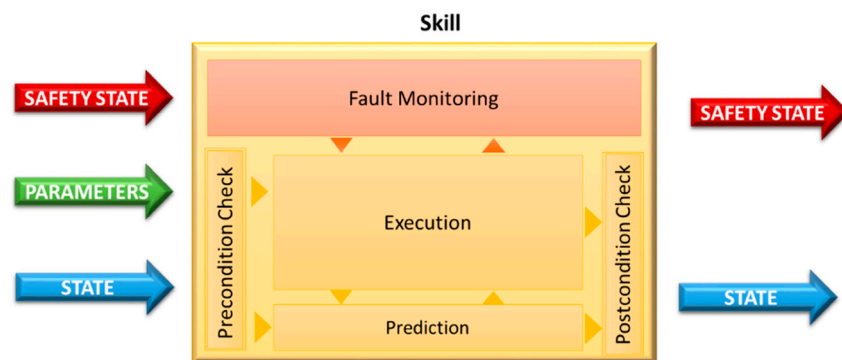 Skill
SAFETY STATE
Fault Monitoring
SAFETY STATE
PARAMETERS
Precondition Check
Execution
Postcondition Check
STATE
STATE
Prediction